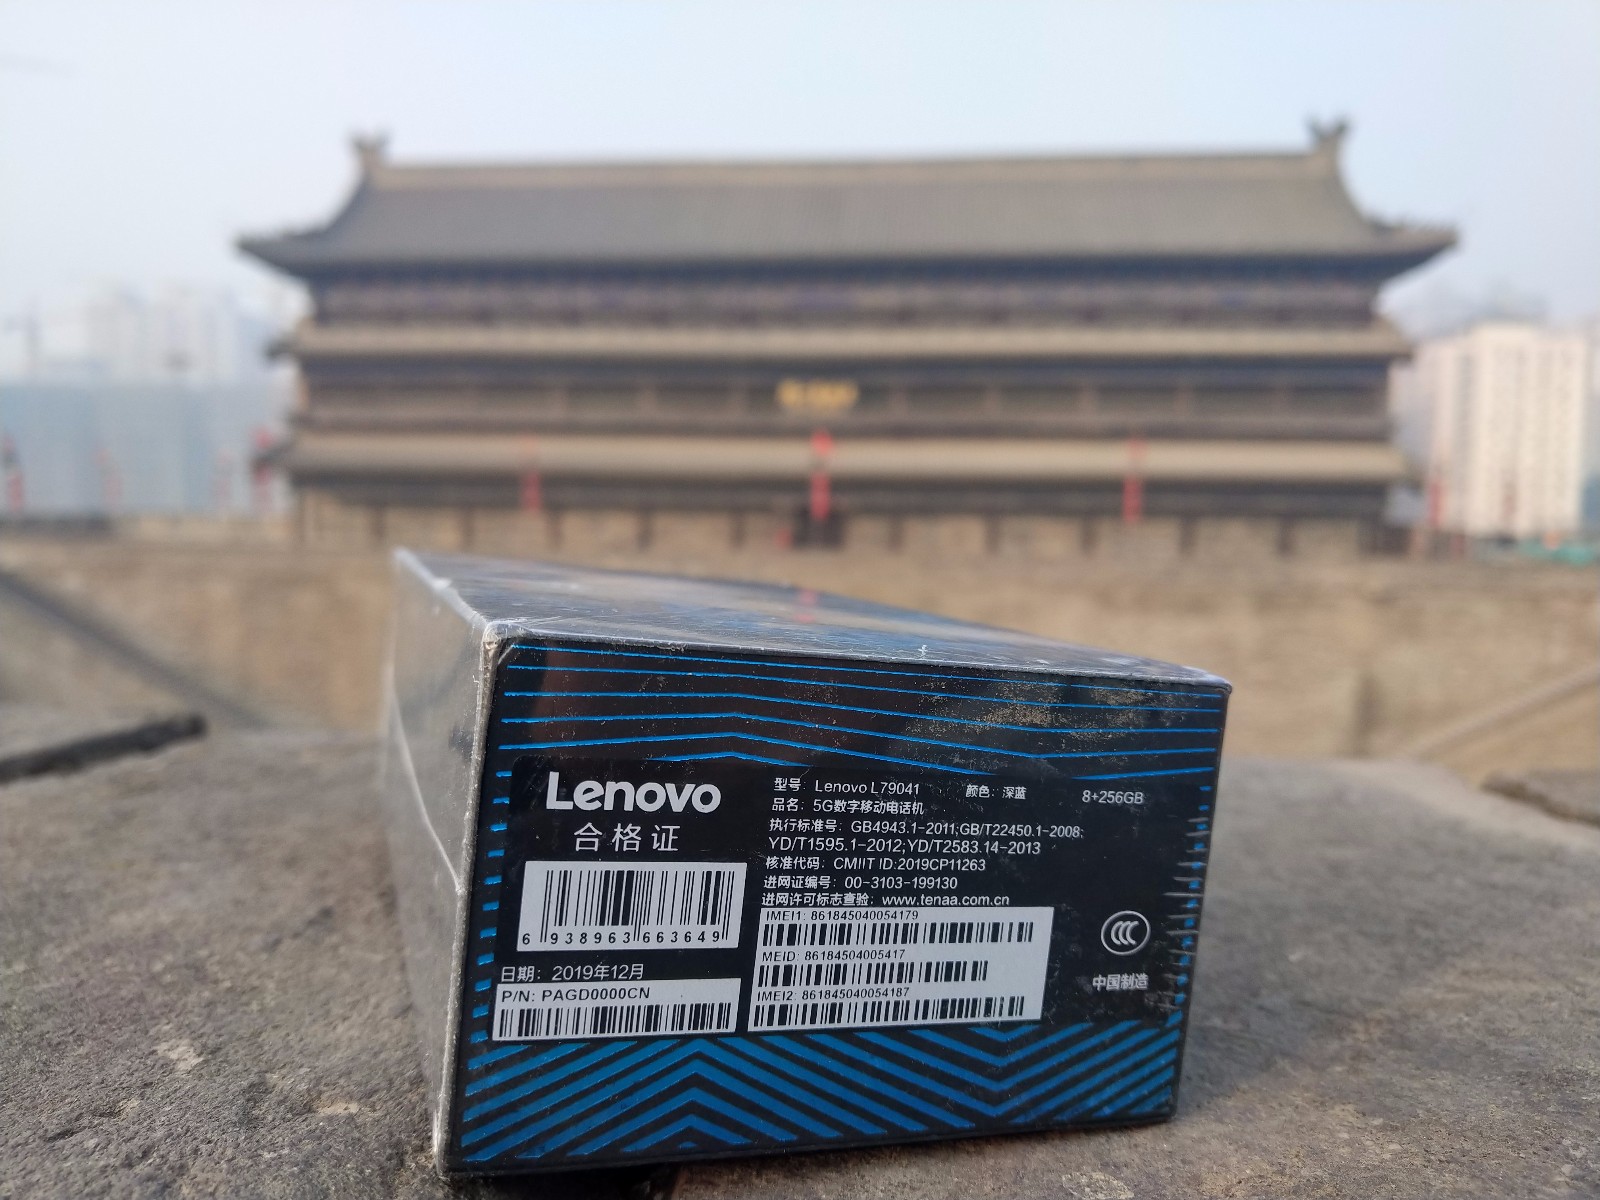 Lenovo
合格证
6 938963 663649
日期：2019年12月
P/N: PAGD0000CN
型号：Lenovo L79041 颜色：深蓝 8+256GB
品名：5G数字移动电话机
执行标准号：GB4943.1-2011;GB/T22450.1-2008;
YD/T1595.1-2012;YD/T2583.14-2013
核准代码：CMIIT ID:2019CP11263
进网证编号：00-3103-199130
进网许可标志查验：www.tenaa.com.cn
IMEI1: 861845040054179
MEID: 86184504005417
IMEI2: 861845040054187
CCC
中国制造